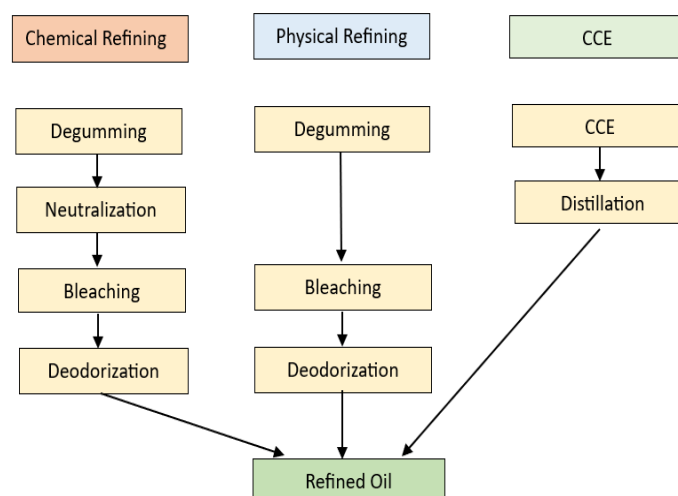 Chemical Refining
Physical Refining
CCE
Degumming
Neutralization
Bleaching
Deodorization
Degumming
Bleaching
Deodorization
CCE
Distillation
Refined Oil